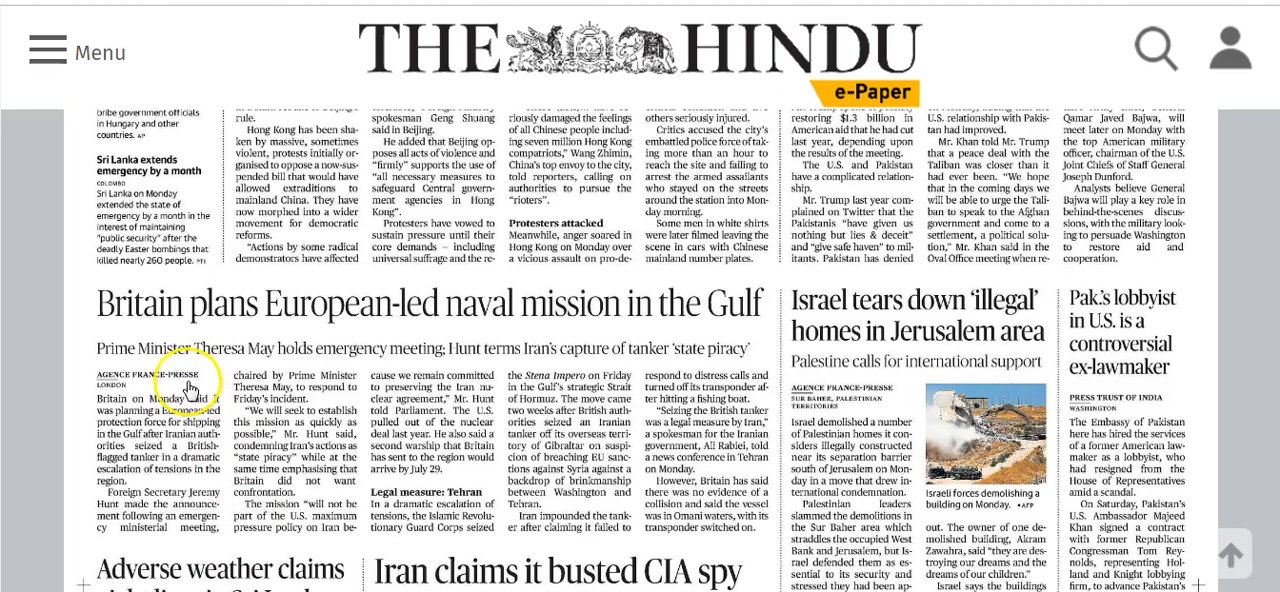 Menu
THE HINDU
e-Paper
bribe government officials
in Hungary and other
countries. AP
Sri Lanka extends
emergency by a month
COLOMBO
Sri Lanka on Monday
extended the state of
emergency by a month in the
interest of maintaining
"public security" after the
deadly Easter bombings that
killed nearly 260 people. PTI
rule.
Hong Kong has been sha-
ken by massive, sometimes
violent, protests initially or-
ganised to oppose a now-sus-
pended bill that would have
allowed extraditions to
mainland China. They have
now morphed into a wider
movement for democratic
reforms.
"Actions by some radical
demonstrators have affected
spokesman Geng Shuang
said in Beijing.
He added that Beijing op-
poses all acts of violence and
"firmly" supports the use of
"all necessary measures to
safeguard Central govern-
ment agencies in Hong
Kong".
Protesters have vowed to
sustain pressure until their
core demands – including
universal suffrage and the re-
riously damaged the feelings
of all Chinese people includ-
ing seven million Hong Kong
compatriots," Wang Zhimin,
China's top envoy to the city,
told reporters, calling on
authorities to pursue the
"rioters".
Protesters attacked
Meanwhile, anger soared in
Hong Kong on Monday over
a vicious assault on pro-de-
others seriously injured.
Critics accused the city's
embattled police force of tak-
ing more than an hour to
reach the site and failing to
arrest the armed assailants
who stayed on the streets
around the station into Mon-
day morning.
Some men in white shirts
were later filmed leaving the
scene in cars with Chinese
mainland number plates.
restoring $1.3 billion in
American aid that he had cut
last year, depending upon
the results of the meeting.
The U.S. and Pakistan
have a complicated relation-
ship.
Mr. Trump last year com-
plained on Twitter that the
Pakistanis "have given us
nothing but lies & deceit"
and "give safe haven" to mil-
itants. Pakistan has denied
U.S. relationship with Pakis-
tan had improved.
Mr. Khan told Mr. Trump
that a peace deal with the
Taliban was closer than it
had ever been. "We hope
that in the coming days we
will be able to urge the Tali-
ban to speak to the Afghan
government and come to a
settlement, a political solu-
tion," Mr. Khan said in the
Oval Office meeting when re-
Qamar Javed Bajwa, will
meet later on Monday with
the top American military
officer, chairman of the U.S.
Joint Chiefs of Staff General
Joseph Dunford.
Analysts believe General
Bajwa will play a key role in
behind-the-scenes discus-
sions, with the military look-
ing to persuade Washington
to restore aid and
cooperation.
Britain plans European-led naval mission in the Gulf
Prime Minister Theresa May holds emergency meeting; Hunt terms Iran's capture of tanker 'state piracy'
AGENCE FRANCE-PRESSE
LONDON
Britain on Monday said it
was planning a European-led
protection force for shipping
in the Gulf after Iranian auth-
orities seized a British-
flagged tanker in a dramatic
escalation of tensions in the
region.
Foreign Secretary Jeremy
Hunt made the announce-
ment following an emergen-
cy ministerial meeting,
chaired by Prime Minister
Theresa May, to respond to
Friday's incident.
"We will seek to establish
this mission as quickly as
possible," Mr. Hunt said,
condemning Iran's actions as
"state piracy" while at the
same time emphasising that
Britain did not want
confrontation.
The mission "will not be
part of the U.S. maximum
pressure policy on Iran be-
cause we remained committed
to preserving the Iran nu-
clear agreement," Mr. Hunt
told Parliament. The U.S.
pulled out of the nuclear
deal last year. He also said a
second warship that Britain
has sent to the region would
arrive by July 29.
Legal measure: Tehran
In a dramatic escalation of
tensions, the Islamic Revolu-
tionary Guard Corps seized
the Stena Impero on Friday
in the Gulf's strategic Strait
of Hormuz. The move came
two weeks after British auth-
orities seized an Iranian
tanker off its overseas terri-
tory of Gibraltar on suspi-
cion of breaching EU sanc-
tions against Syria against a
backdrop of brinkmanship
between Washington and
Tehran.
Iran impounded the tank-
er after claiming it failed to
respond to distress calls and
turned off its transponder af-
ter hitting a fishing boat.
"Seizing the British tanker
was a legal measure by Iran,"
a spokesman for the Iranian
government, Ali Rabiei, told
a news conference in Tehran
on Monday.
However, Britain has said
there was no evidence of a
collision and said the vessel
was in Omani waters, with its
transponder switched on.
Israel tears down 'illegal'
homes in Jerusalem area
Palestine calls for international support
AGENCE FRANCE-PRESSE
SUR BAHER, PALESTINIAN
TERRITORIES
Israel demolished a number
of Palestinian homes it con-
siders illegally constructed
near its separation barrier
south of Jerusalem on Mon-
day in a move that drew in-
ternational condemnation.
Palestinian leaders
slammed the demolitions in
the Sur Baher area which
straddles the occupied West
Bank and Jerusalem, but Is-
rael defended them as es-
sential to its security and
stressed they had been ap-
Israeli forces demolishing a
building on Monday. •AFP
out. The owner of one de-
molished building, Akram
Zawahra, said "they are des-
troying our dreams and the
dreams of our children."
Israel says the buildings
Pak.'s lobbyist
in U.S. is a
controversial
ex-lawmaker
PRESS TRUST OF INDIA
WASHINGTON
The Embassy of Pakistan
here has hired the services
of a former American law-
maker as a lobbyist, who
had resigned from the
House of Representatives
amid a scandal.
On Saturday, Pakistan's
U.S. Ambassador Majeed
Khan signed a contract
with former Republican
Congressman Tom Rey-
nolds, representing Hol-
land and Knight lobbying
firm, to advance Pakistan's
Adverse weather claims
Iran claims it busted CIA spy